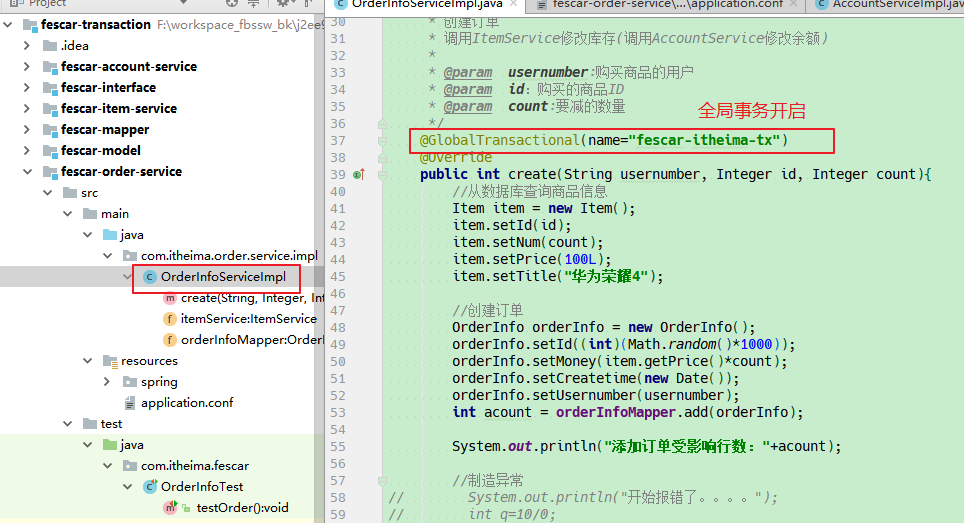 Project
OrderInfoServiceImpl.java
fescar-order-service\...\application.conf
AccountServiceImpl.jav
fescar-transaction F:\workspace_fbssw_bk\j2ee9
.idea
fescar-account-service
fescar-interface
fescar-item-service
fescar-mapper
fescar-model
fescar-order-service
src
main
java
com.itheima.order.service.impl
OrderInfoServiceImpl
create(String, Integer, Int
itemService:ItemService
orderInfoMapper:OrderI
resources
spring
application.conf
test
java
com.itheima.fescar
OrderInfoTest
testOrder():void
30 * 创建订单
31 * 调用ItemService修改库存(调用AccountService修改余额)
32 *
33 * @param usernumber:购买商品的用户
34 * @param id：购买的商品ID
35 * @param count:要减的数量
全局事务开启
36 */
37 @GlobalTransactional(name="fescar-itheima-tx")
38 @Override
39 public int create(String usernumber, Integer id, Integer count){
40 //从数据库查询商品信息
41 Item item = new Item();
42 item.setId(id);
43 item.setNum(count);
44 item.setPrice(100L);
45 item.setTitle("华为荣耀4");
46
47 //创建订单
48 OrderInfo orderInfo = new OrderInfo();
49 orderInfo.setId((int)(Math.random()*1000));
50 orderInfo.setMoney(item.getPrice()*count);
51 orderInfo.setCreatetime(new Date());
52 orderInfo.setUsernumber(usernumber);
53 int acount = orderInfoMapper.add(orderInfo);
54
55 System.out.println("添加订单受影响行数："+acount);
56
57 //制造异常
58 // System.out.println("开始报错了。。。。");
59 // int q=10/0;